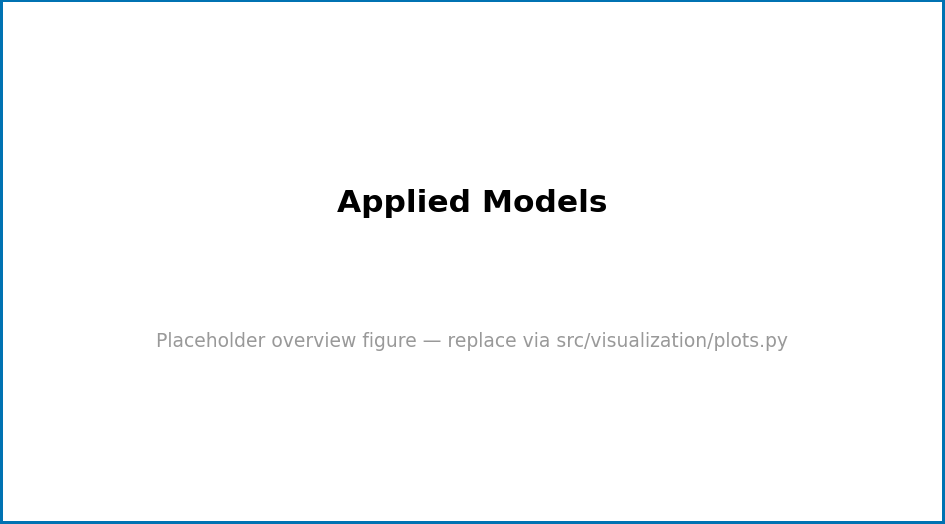 Applied Models
Placeholder overview figure — replace via src/visualization/plots.py